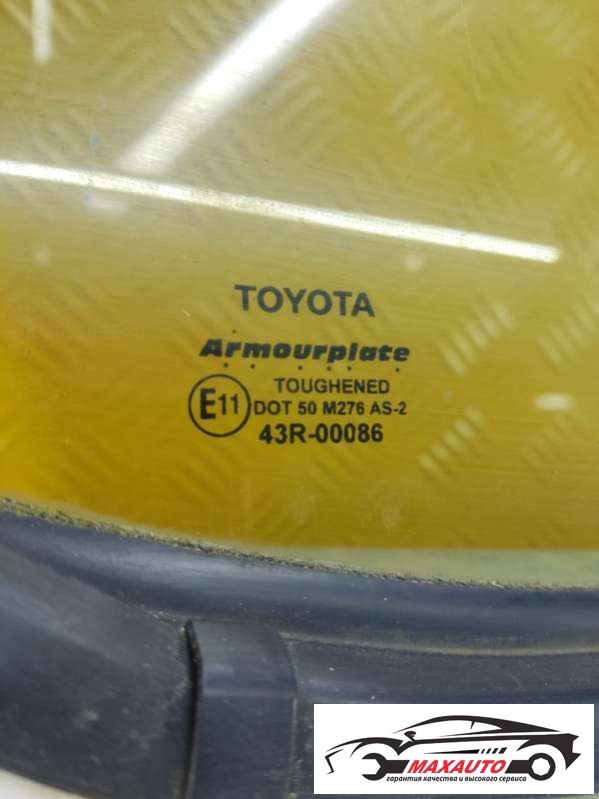 TOYOTA
Armourplate
TOUGHENED
E11 DOT 50 M276 AS-2
43R-00086
MAXAUTO
гарантия качества и высокого сервиса